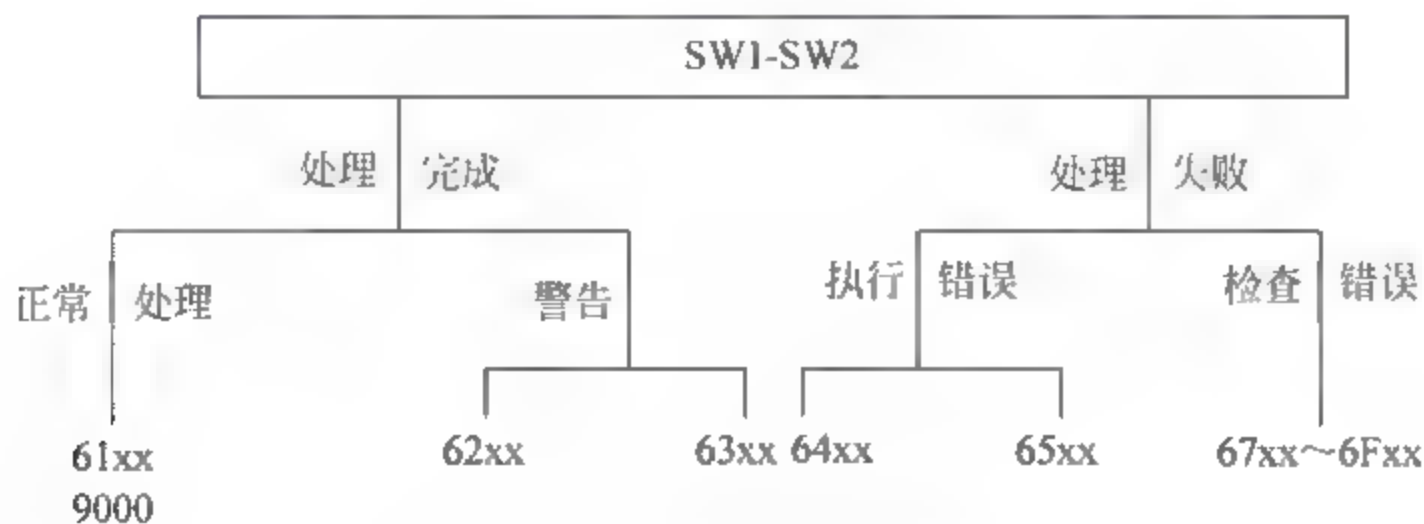 SW1-SW2
处理 完成
处理 失败
正常 处理
警告
执行 错误
检查 错误
61xx
9000
62xx
63xx
64xx
65xx
67xx～6Fxx